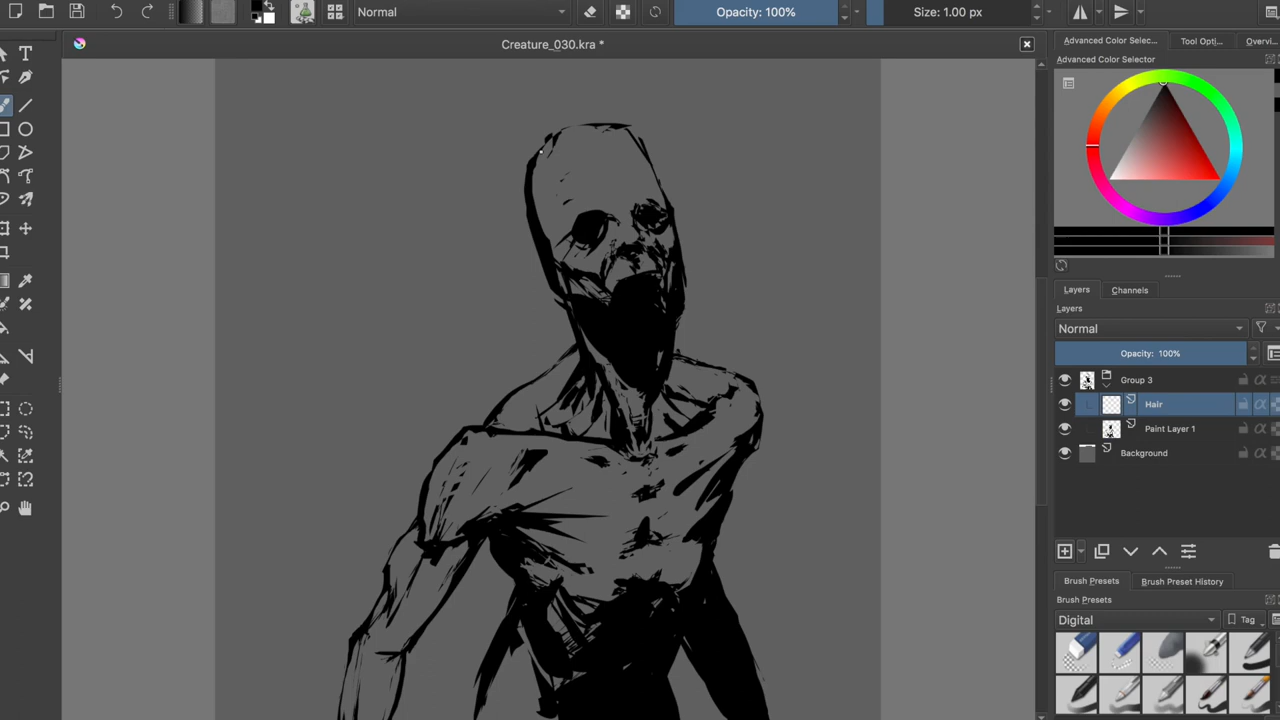 Normal
Opacity: 100%
Size: 1.00 px
Creature_030.kra *
Advanced Color Selec...
Tool Opti...
Overvi...
Advanced Color Selector
Layers
Channels
Layers
Normal
Opacity: 100%
Group 3
Hair
Paint Layer 1
Background
Brush Presets
Brush Preset History
Brush Presets
Digital
Tag